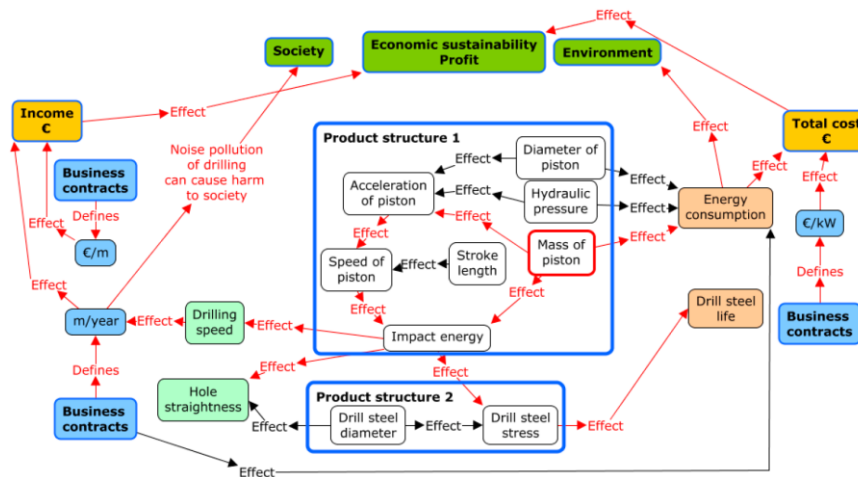 Effect
Society
Economic sustainability
Profit
Environment
Income
€
Effect
Noise pollution
of drilling
can cause harm
to society
Product structure 1
Diameter of
piston
Effect
Acceleration
of piston
Effect
Hydraulic
pressure
Effect
Effect
Effect
Energy
consumption
Effect
Effect
Total cost
€
Effect
Business
contracts
Defines
Effect
€/m
Effect
Effect
Speed of
piston
Effect
Stroke
length
Mass of
piston
Effect
€/kW
Defines
Effect
m/year
Effect
Drilling
speed
Effect
Effect
Impact energy
Effect
Drill steel
life
Business
contracts
Defines
Effect
Hole
straightness
Effect
Business
contracts
Product structure 2
Effect
Drill steel
diameter
Effect
Drill steel
stress
Effect
Effect